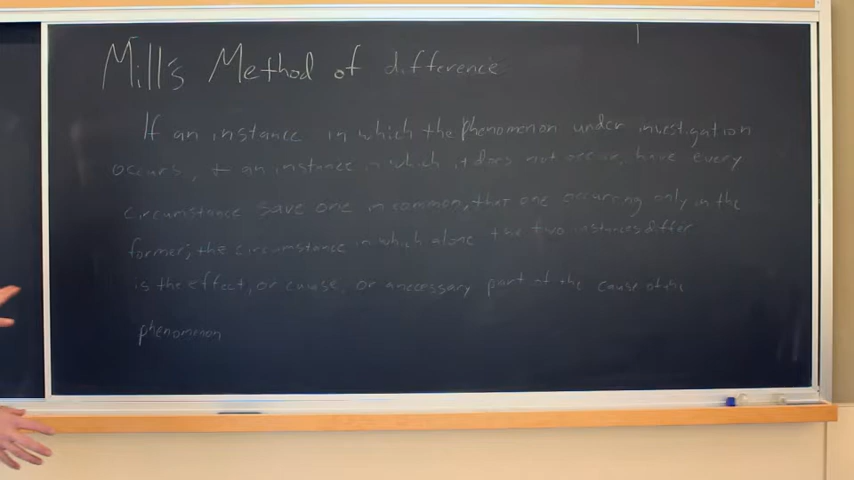 Mill's Method of difference
If an instance in which the phenomenon under investigation
occurs, + an instance in which it does not occur, have every
circumstance save one in common, that one occurring only in the
former; the circumstance in which alone the two instances differ
is the effect, or cause, or a necessary part of the cause of the
phenomenon